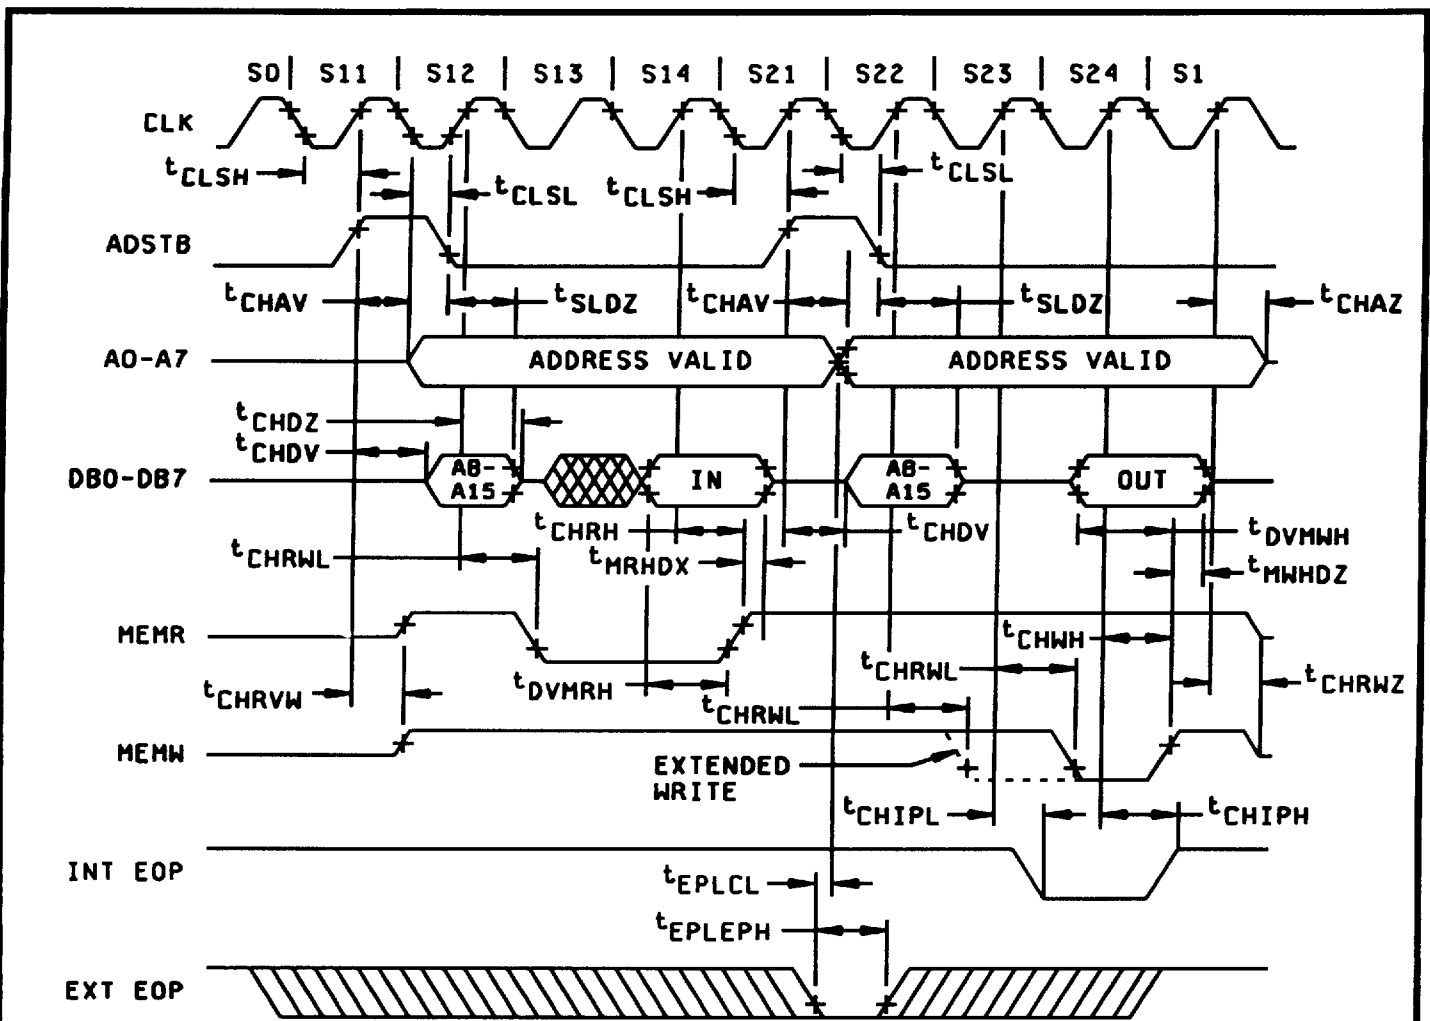 S0 S11 S12 S13 S14 S21 S22 S23 S24 S1
CLK
tCLSH tCLSL tCLSH tCLSL
ADSTB
tCHAV tSLDZ tCHAV tSLDZ tCHAZ
A0-A7 ADDRESS VALID ADDRESS VALID
tCHDZ
tCHDV
DB0-DB7 A8-A15 IN A8-A15 OUT
tCHRH tCHDV tDVMWH
tCHRWL tMRHDX tMWHDZ
MEMR tCHWH
tCHRVW tDVMRH tCHRWL tCHRWZ
tCHRWL
MEMW
EXTENDED
WRITE
tCHIPL tCHIPH
INT EOP
tEPLCL
tEPLEPH
EXT EOP